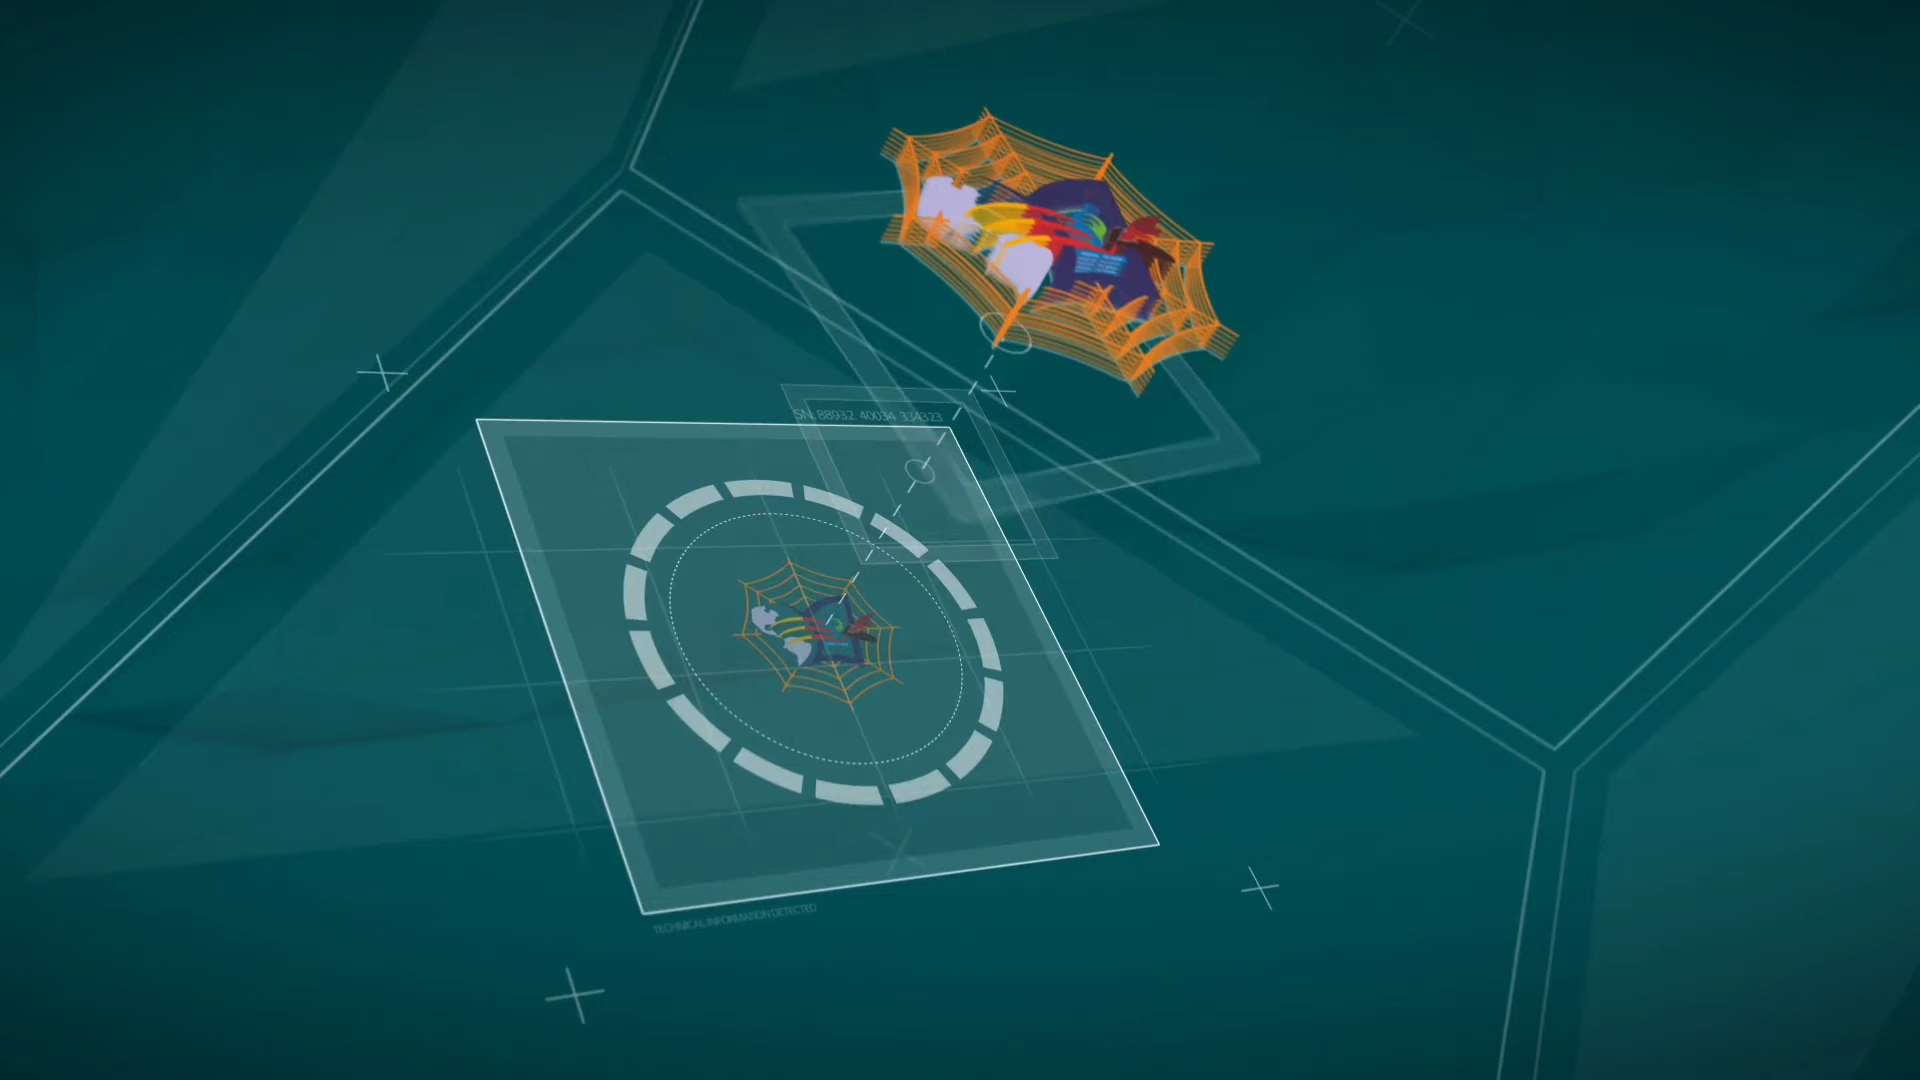 SN. 88932 40034 334323
TECHNICAL INFORMATION DETECTED